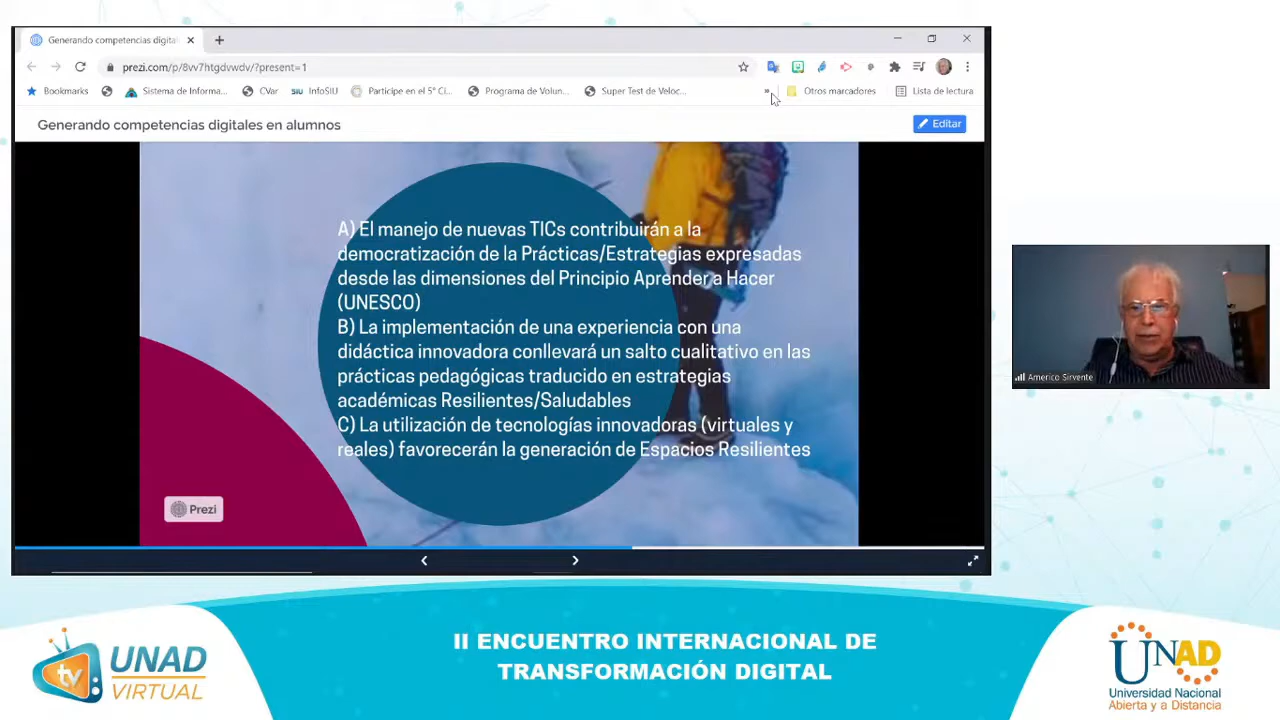 Generando competencias digita
prezi.com/p/8vv7htgdvwdv/?present=1
Bookmarks
Sistema de Informa...
CVar
SIU InfoSIU
Participe en el 5° Ci...
Programa de Volun...
Super Test de Veloc...
»
Otros marcadores
Lista de lectura
Generando competencias digitales en alumnos
Editar
A) El manejo de nuevas TICs contribuirán a la
democratización de la Prácticas/Estrategias expresadas
desde las dimensiones del Principio Aprender a Hacer
(UNESCO)
B) La implementación de una experiencia con una
didáctica innovadora conllevará un salto cualitativo en las
prácticas pedagógicas traducido en estrategias
académicas Resilientes/Saludables
C) La utilización de tecnologías innovadoras (virtuales y
reales) favorecerán la generación de Espacios Resilientes
Prezi
Americo Sirvente
tv UNAD
VIRTUAL
II ENCUENTRO INTERNACIONAL DE
TRANSFORMACIÓN DIGITAL
UNAD
Universidad Nacional
Abierta y a Distancia